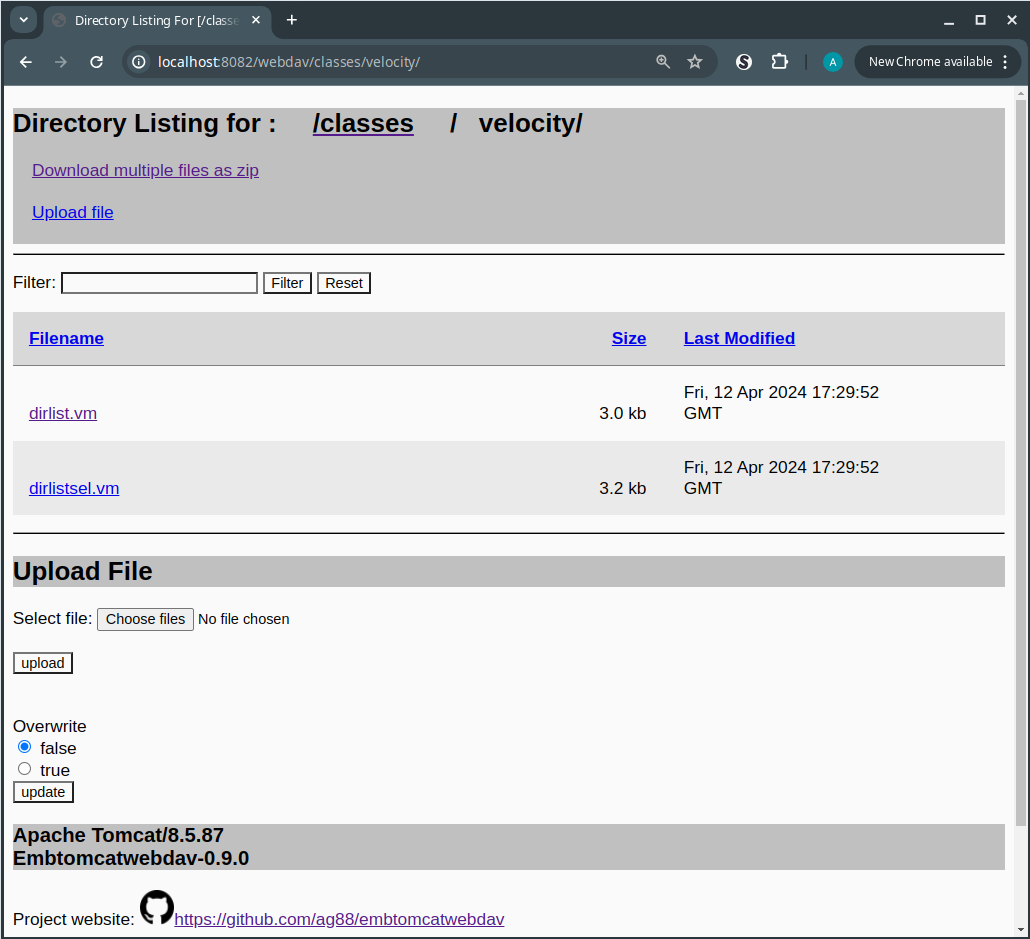 Directory Listing For [/classe
localhost:8082/webdav/classes/velocity/
A
New Chrome available
Directory Listing for : /classes / velocity/
Download multiple files as zip
Upload file
Filter: Filter Reset
Filename Size Last Modified
dirlist.vm 3.0 kb Fri, 12 Apr 2024 17:29:52
GMT
dirlistsel.vm 3.2 kb Fri, 12 Apr 2024 17:29:52
GMT
Upload File
Select file: Choose files No file chosen
upload
Overwrite
false
true
update
Apache Tomcat/8.5.87
Embtomcatwebdav-0.9.0
Project website: https://github.com/ag88/embtomcatwebdav